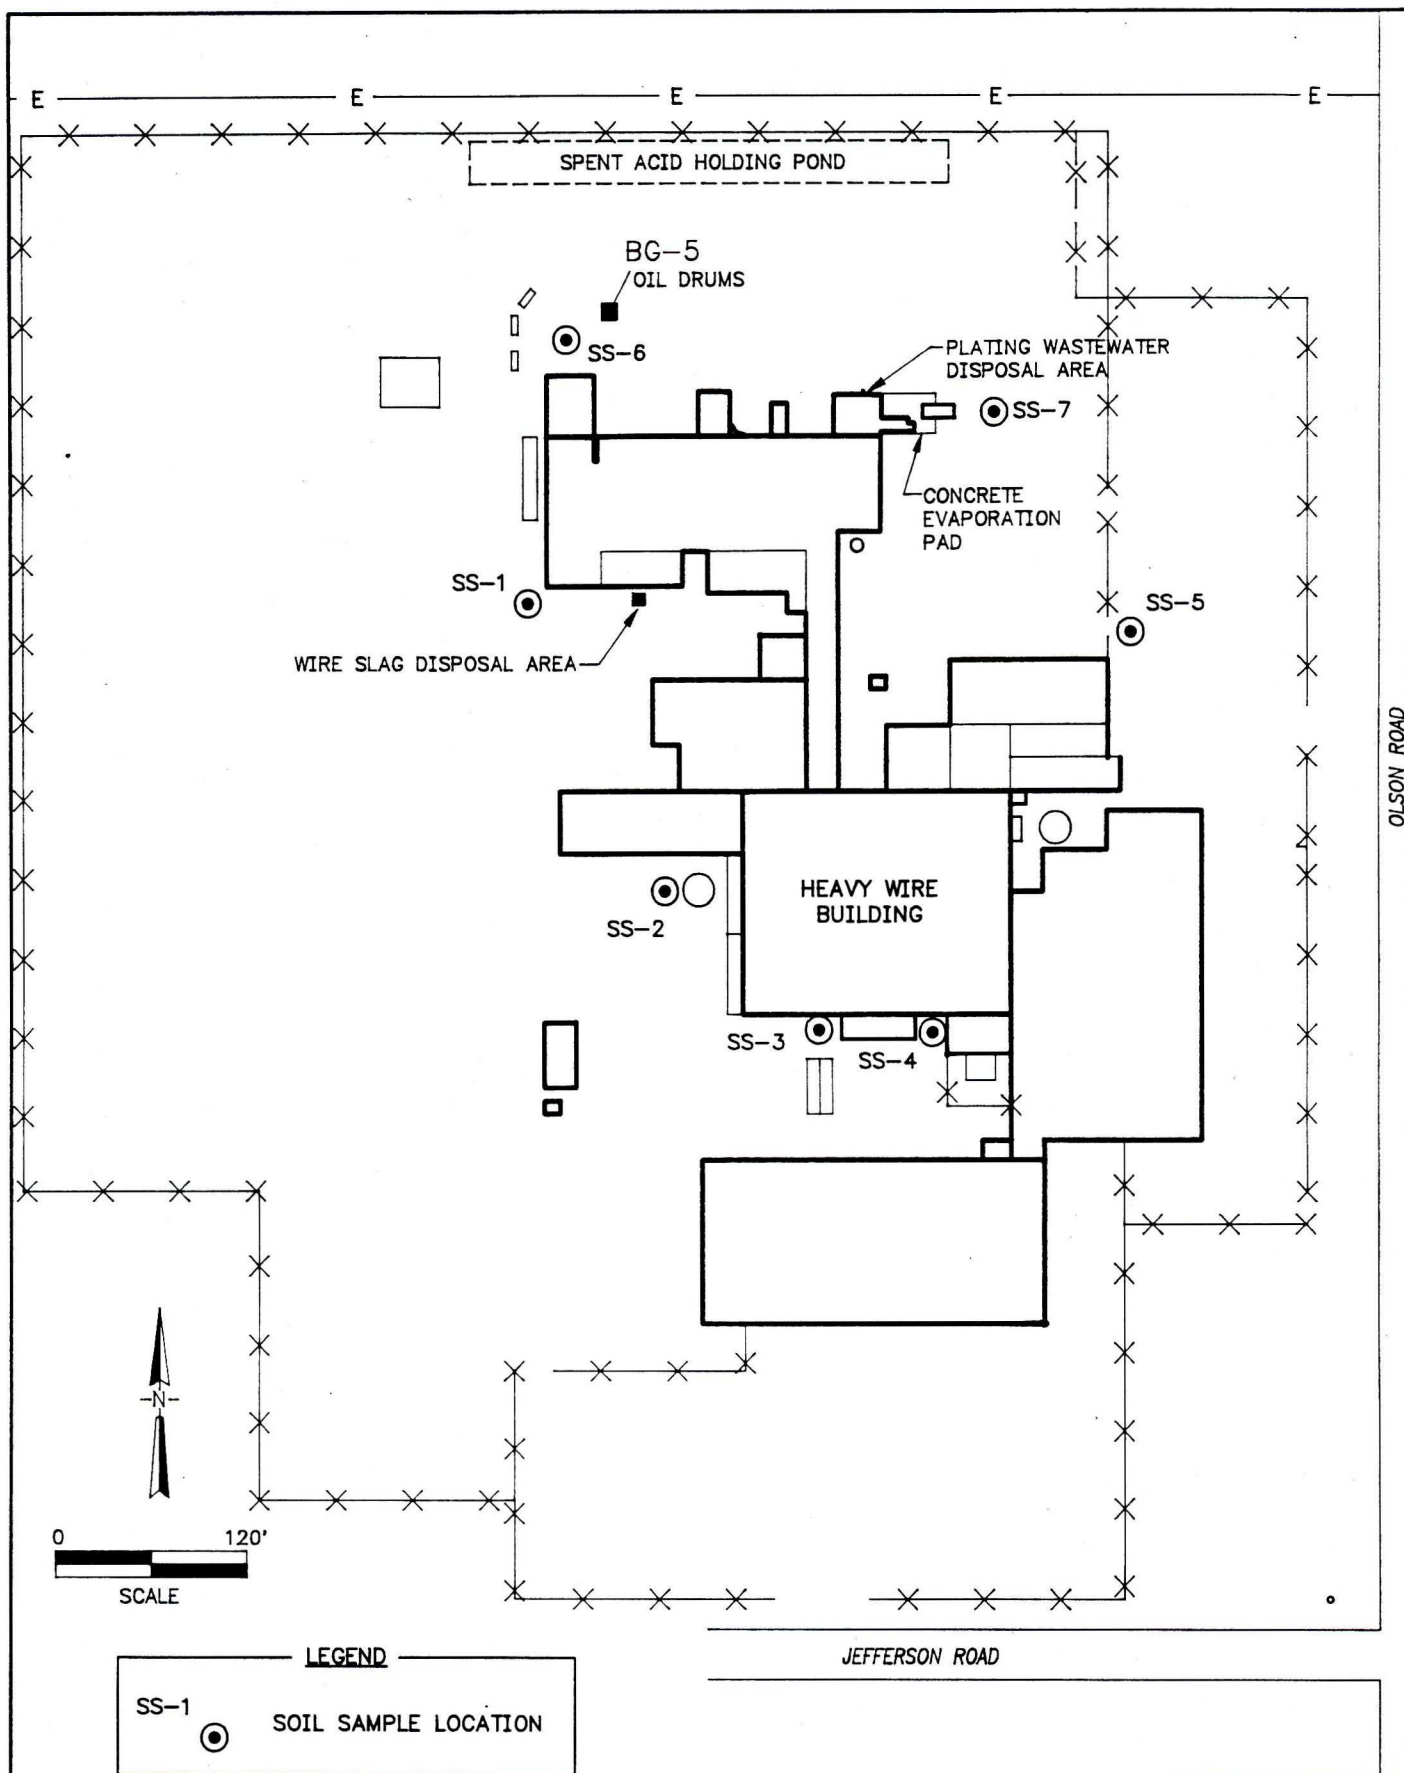 E E E E E
SPENT ACID HOLDING POND
BG-5
OIL DRUMS
SS-6
PLATING WASTEWATER
DISPOSAL AREA
SS-7
CONCRETE
EVAPORATION
PAD
SS-1
SS-5
WIRE SLAG DISPOSAL AREA
OLSON ROAD
HEAVY WIRE
BUILDING
SS-2
SS-3
SS-4
-N-
0 120'
SCALE
JEFFERSON ROAD
LEGEND
SS-1
SOIL SAMPLE LOCATION